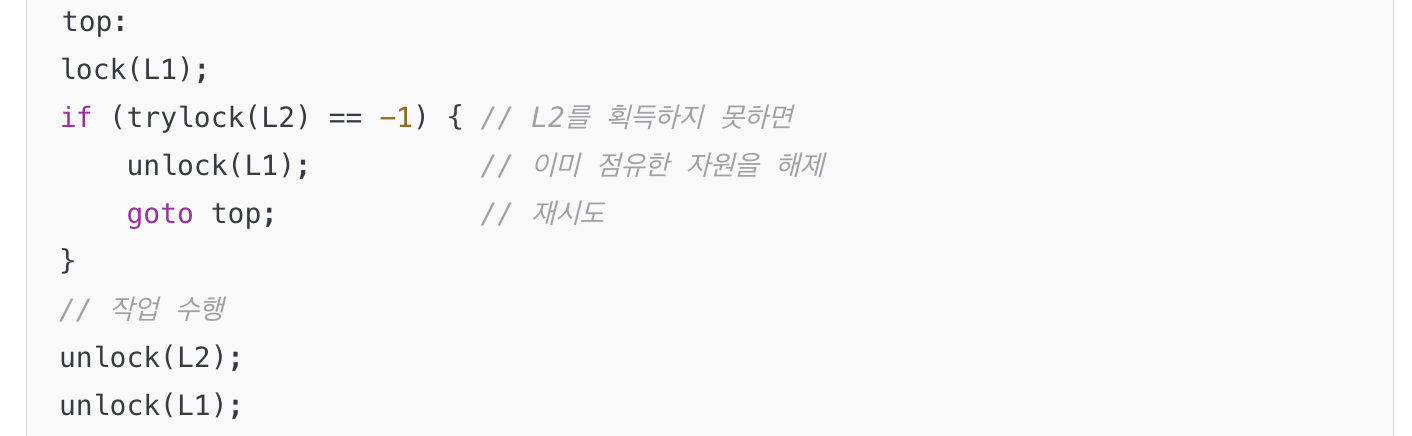 top:
lock(L1);
if (trylock(L2) == -1) { // L2를 획득하지 못하면
    unlock(L1);          // 이미 점유한 자원을 해제
    goto top;            // 재시도
}
// 작업 수행
unlock(L2);
unlock(L1);